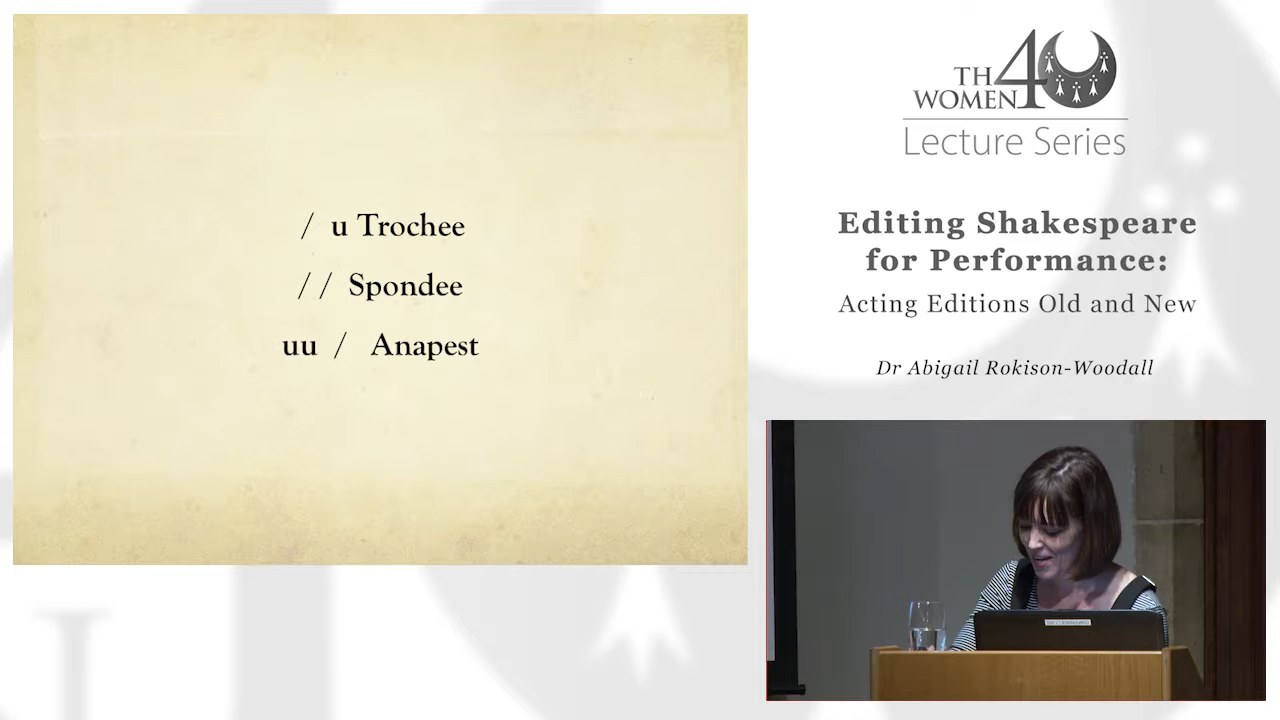 / u Trochee
/ / Spondee
uu / Anapest
TH 40
WOMEN
Lecture Series
Editing Shakespeare
for Performance:
Acting Editions Old and New
Dr Abigail Rokison-Woodall